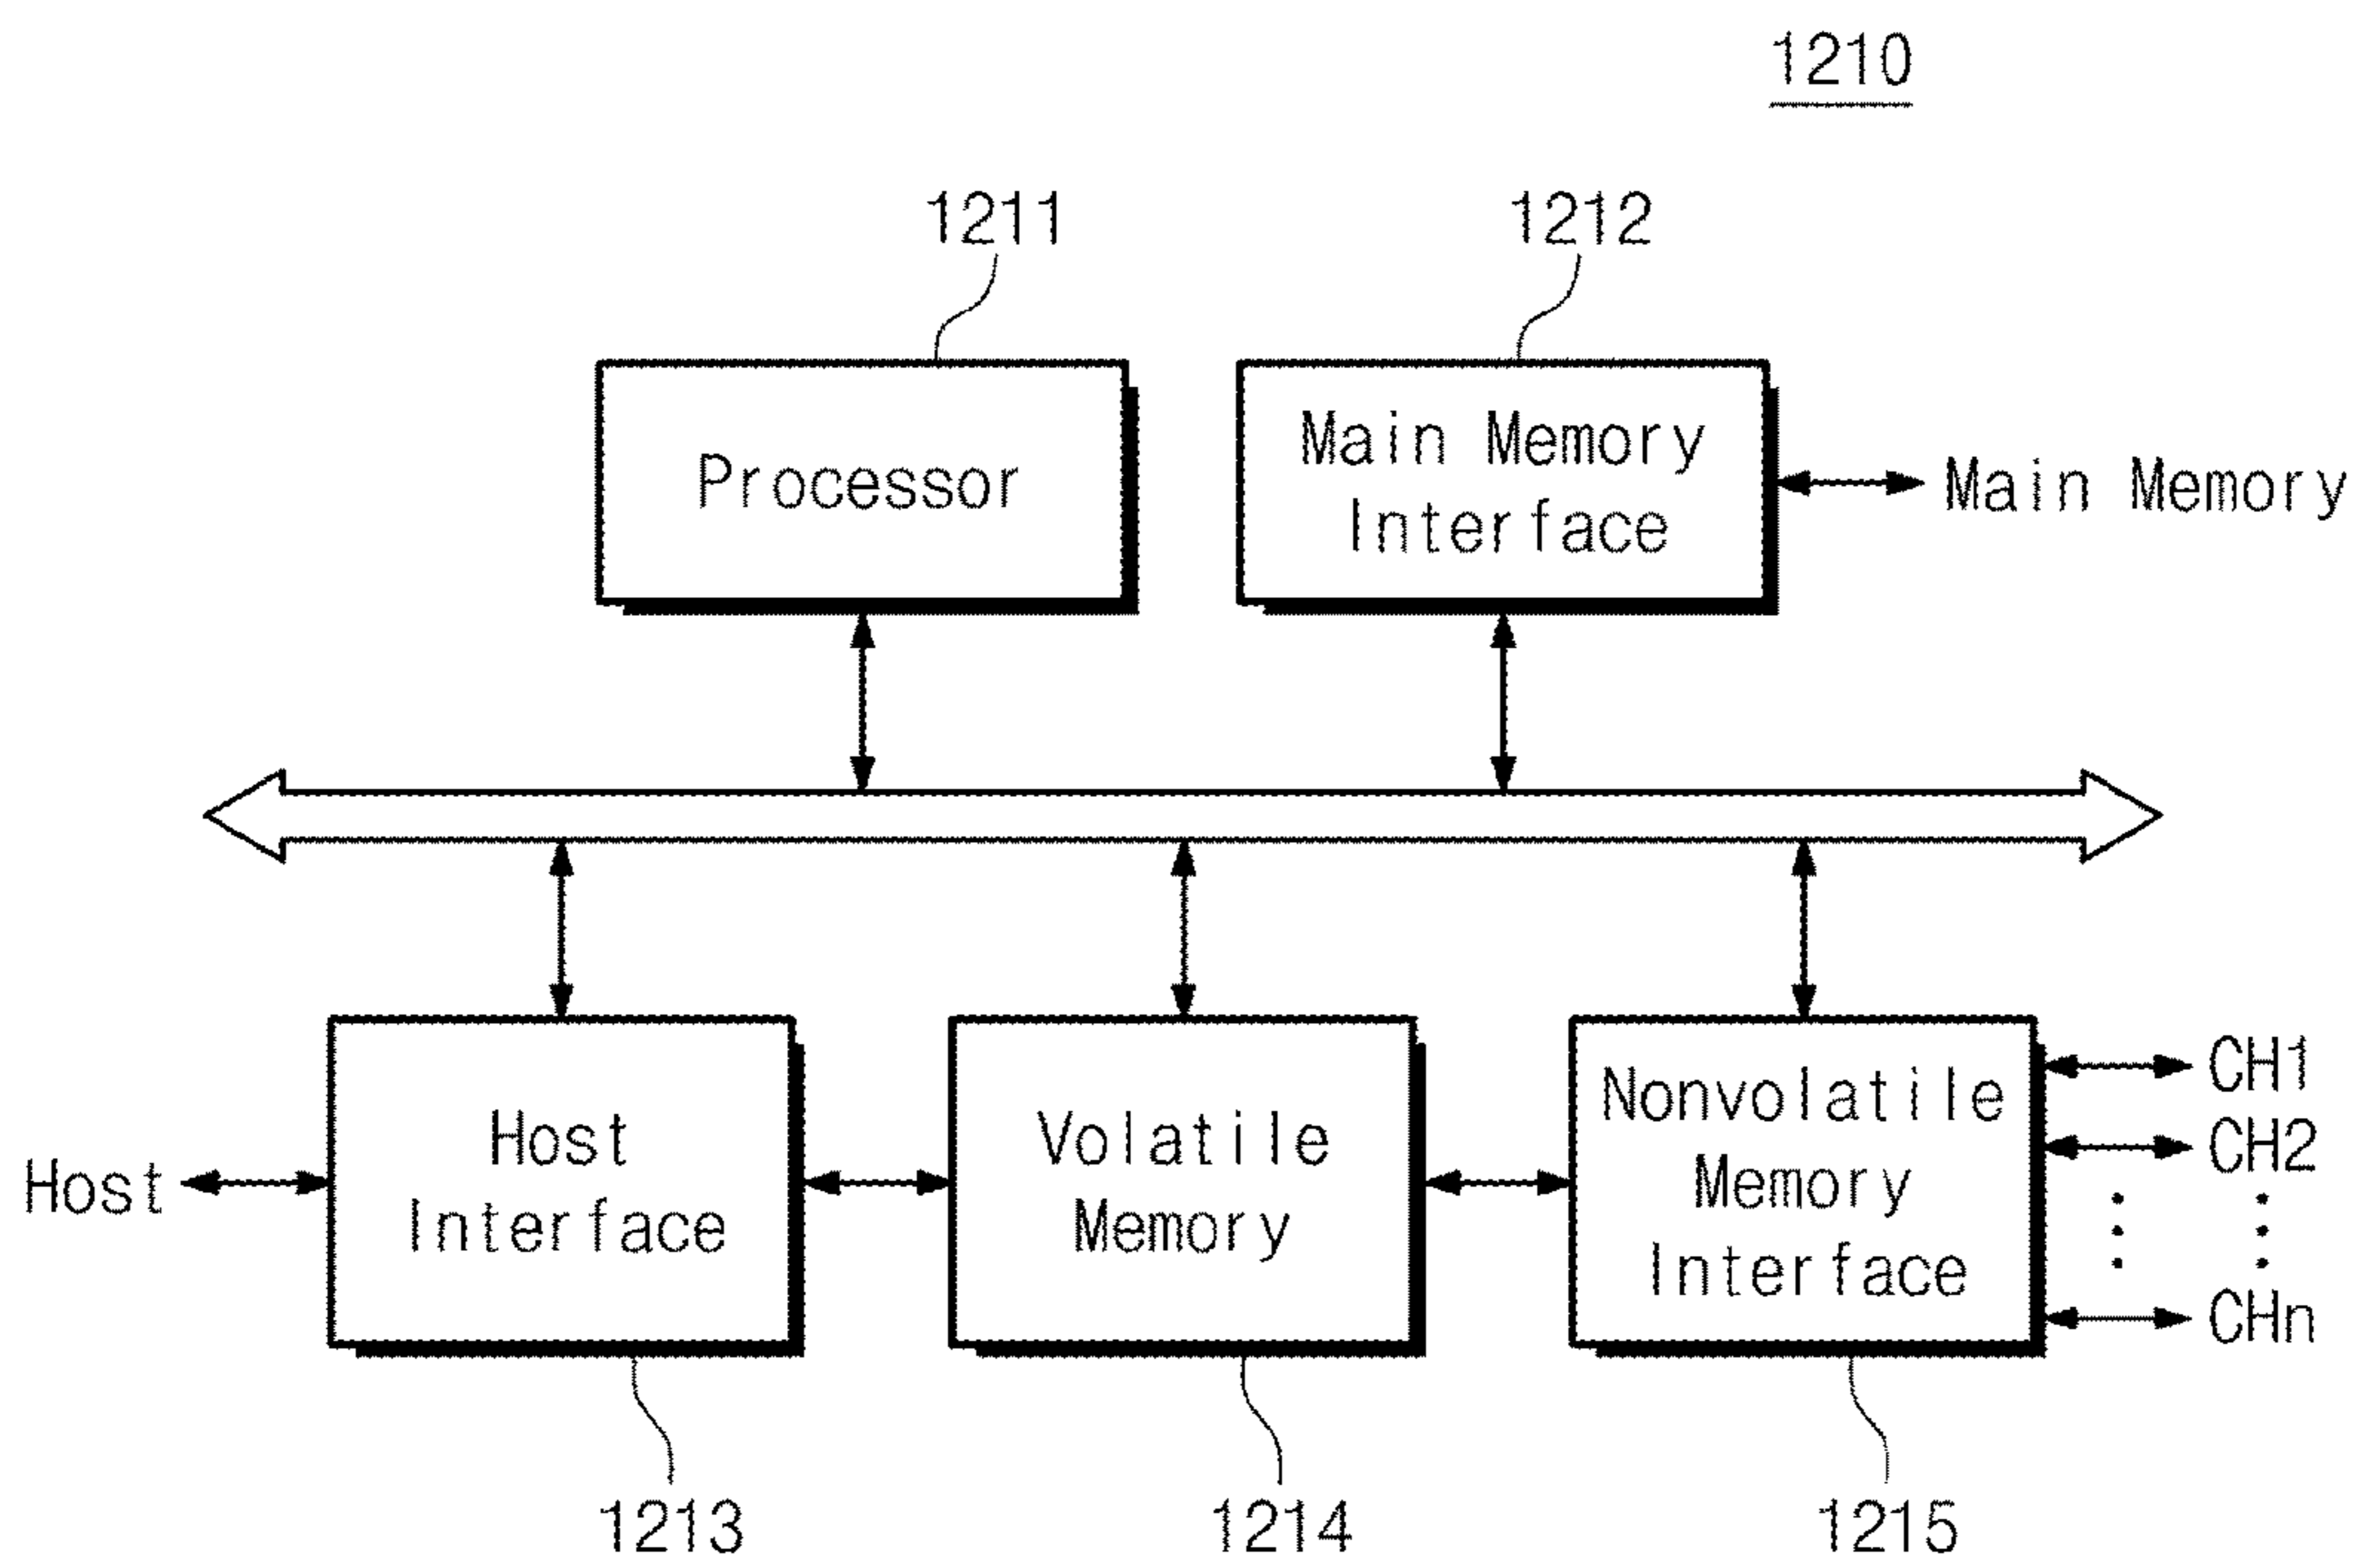 1210
1211
1212
Processor
Main Memory
Interface
Main Memory
Host
Host
Interface
Volatile
Memory
Nonvolatile
Memory
Interface
CH1
CH2
CHn
1213
1214
1215